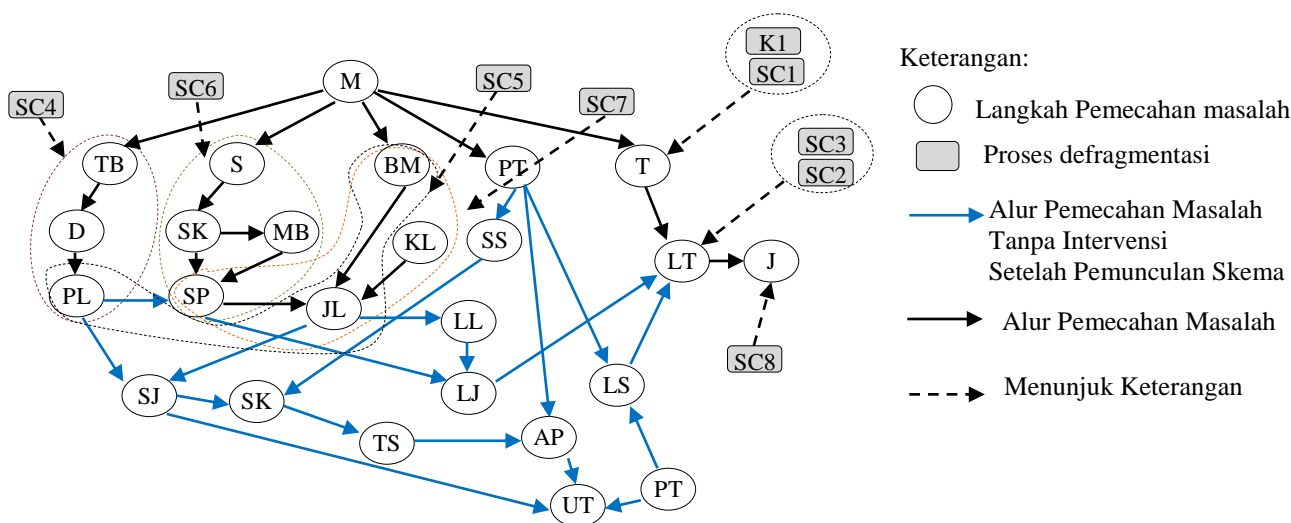 K1
SC1
SC4
SC6
M
SC5
SC7
SC3
SC2
TB
S
BM
PT
T
D
SK
MB
KL
SS
LT
J
PL
SP
JL
LL
SC8
SJ
SK
LJ
LS
TS
AP
UT
PT
Keterangan:
Langkah Pemecahan masalah
Proses defragmentasi
Alur Pemecahan Masalah
Tanpa Intervensi
Setelah Pemunculan Skema
Alur Pemecahan Masalah
Menunjuk Keterangan